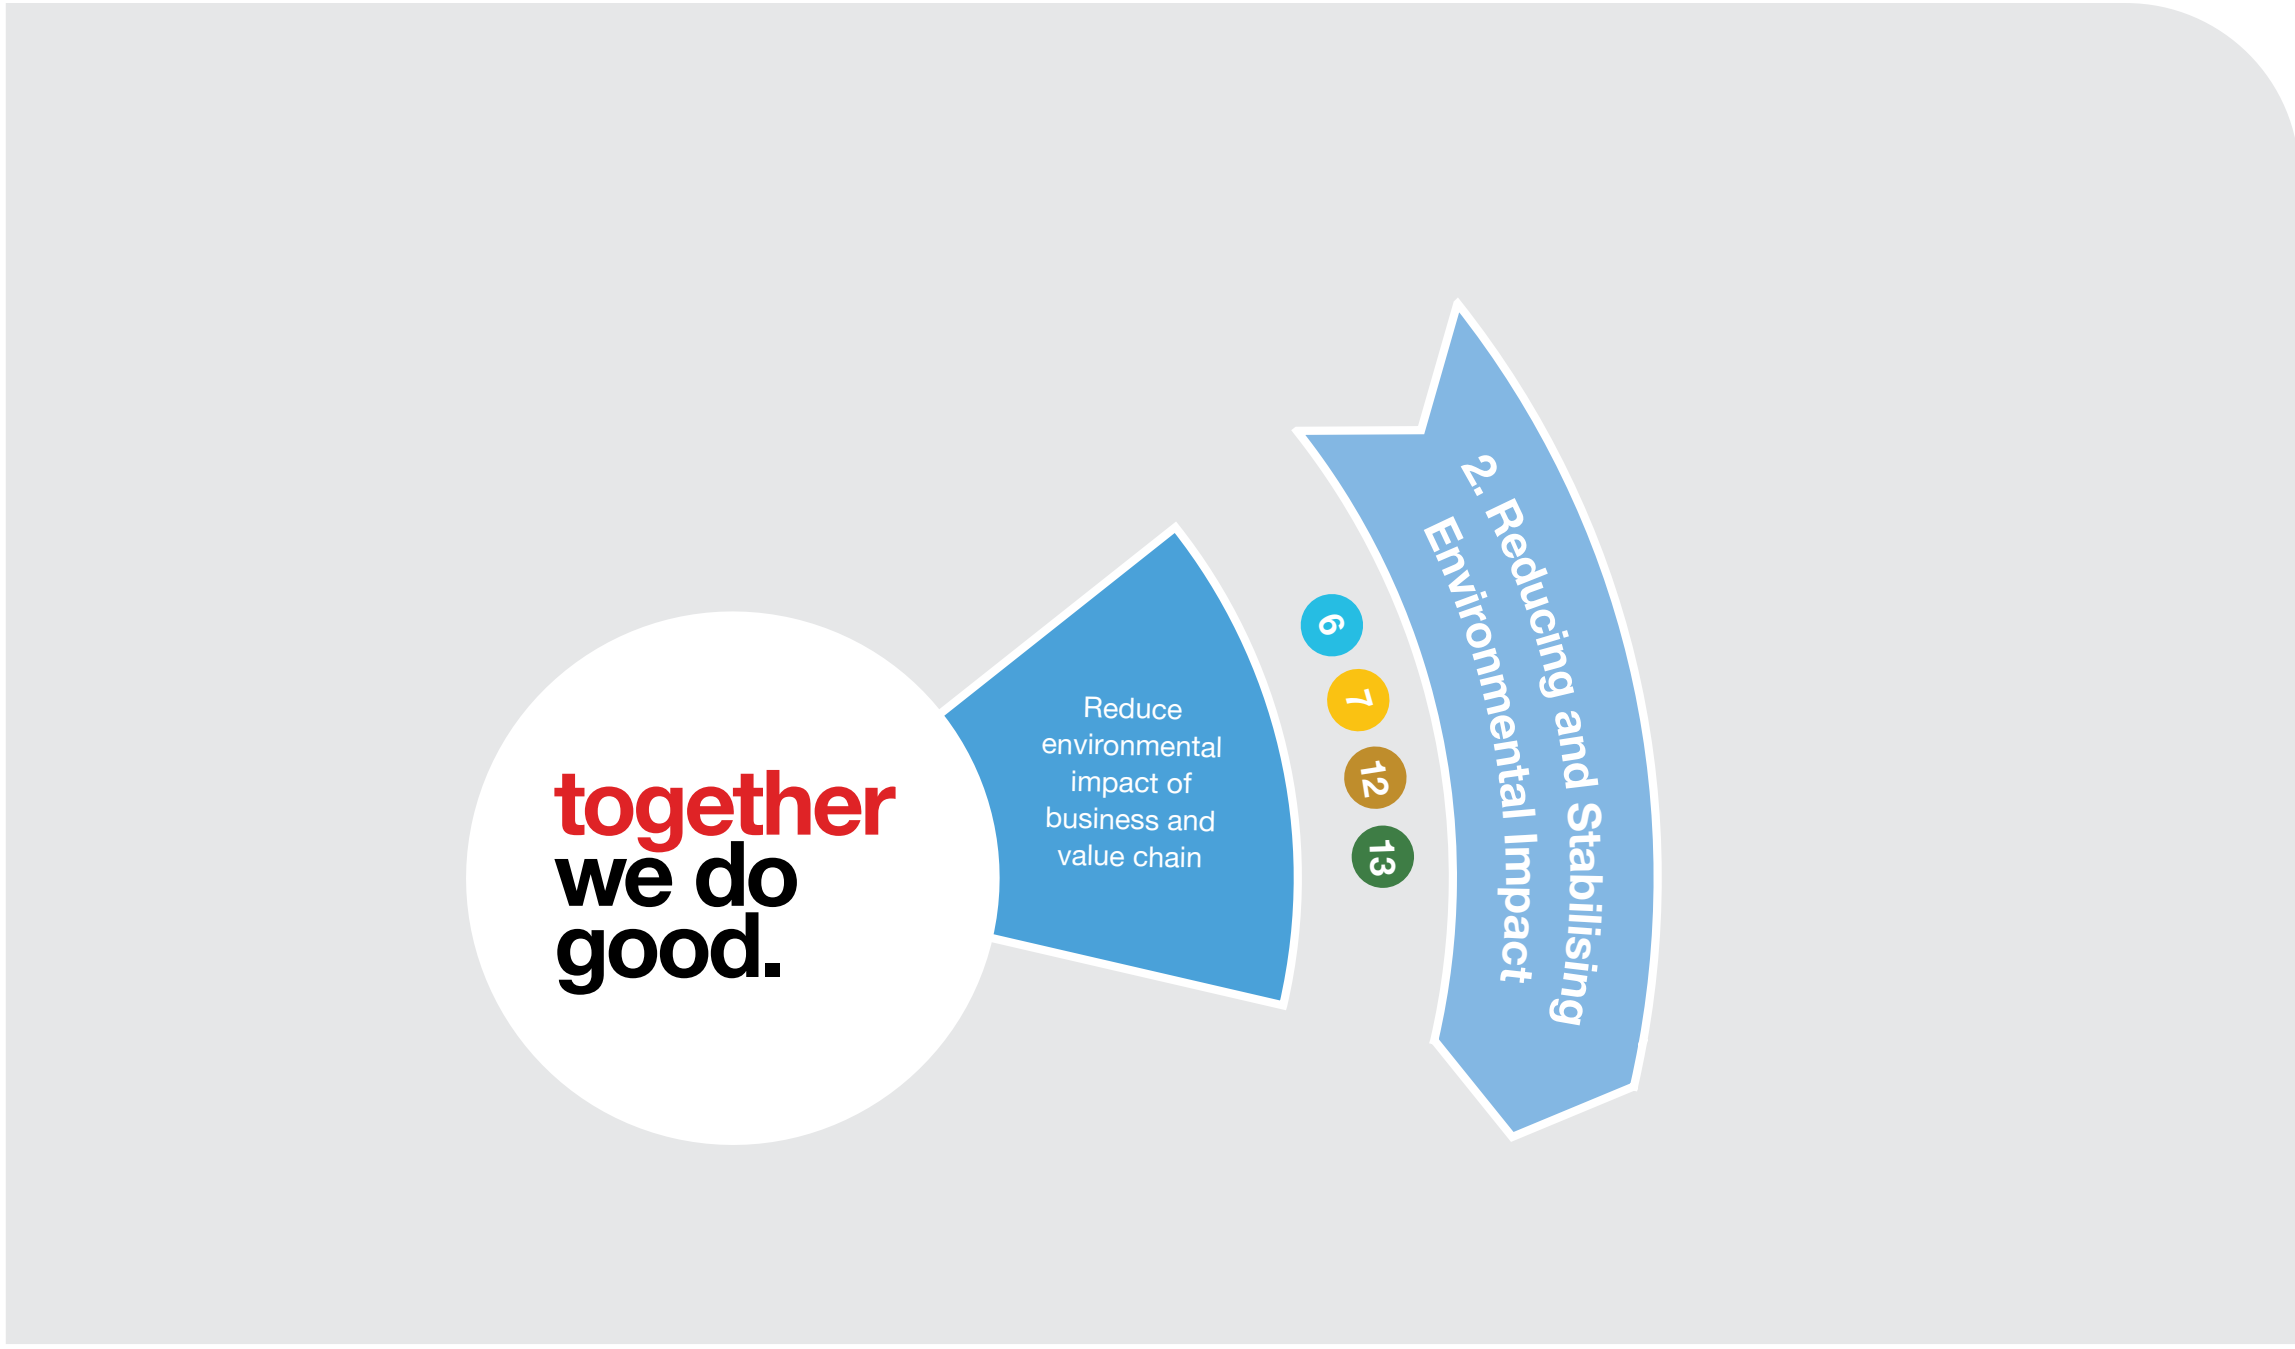 together
we do
good.
Reduce
environmental
impact of
business and
value chain
6
7
12
13
2. Reducing and Stabilising
Environmental Impact